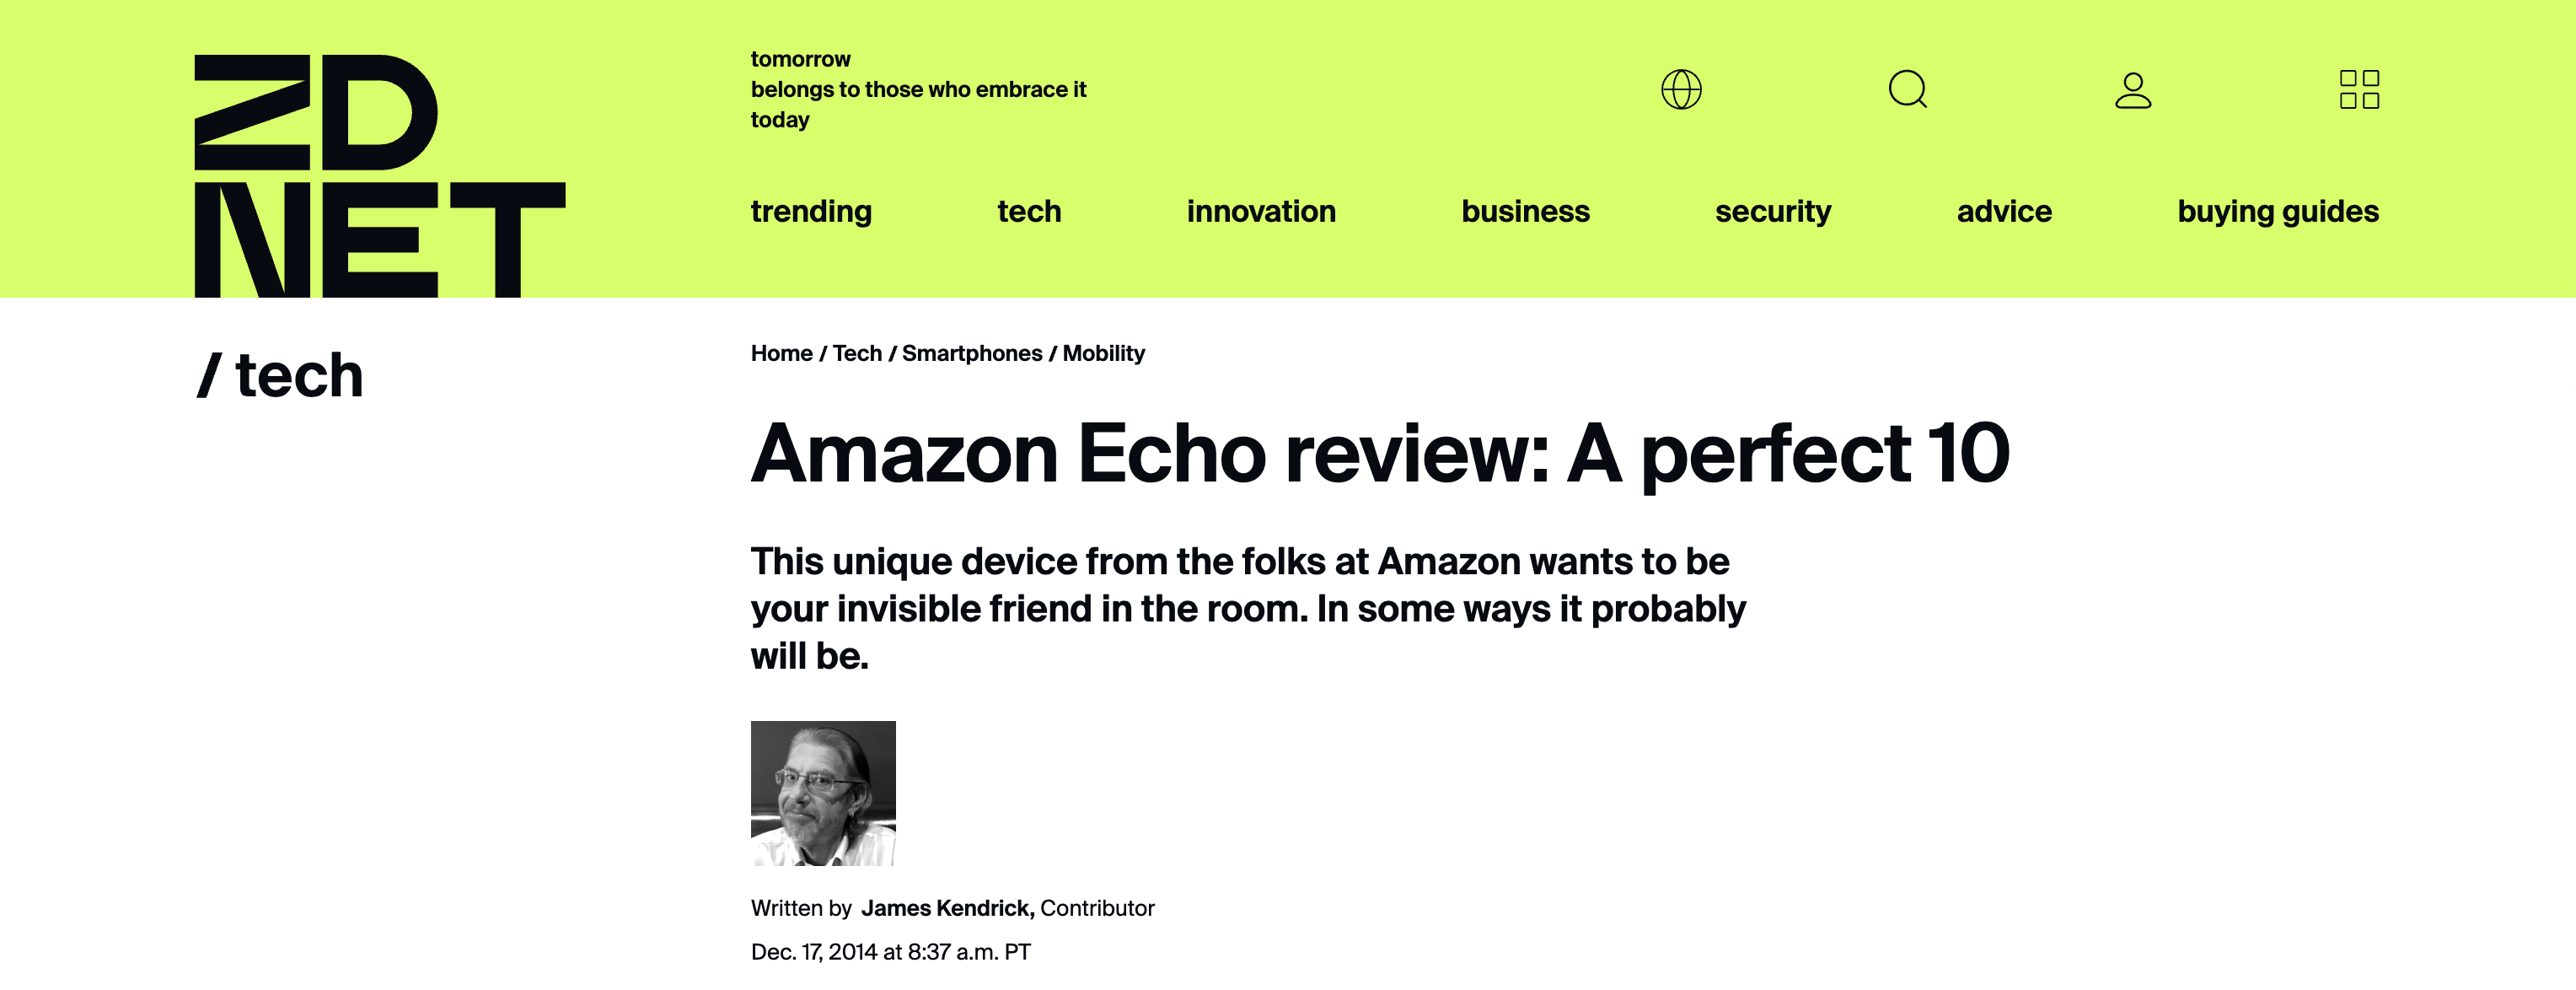 ZD
NET
tomorrow
belongs to those who embrace it
today
trending tech innovation business security advice buying guides
/ tech
Home / Tech / Smartphones / Mobility
Amazon Echo review: A perfect 10
This unique device from the folks at Amazon wants to be
your invisible friend in the room. In some ways it probably
will be.
Written by James Kendrick, Contributor
Dec. 17, 2014 at 8:37 a.m. PT